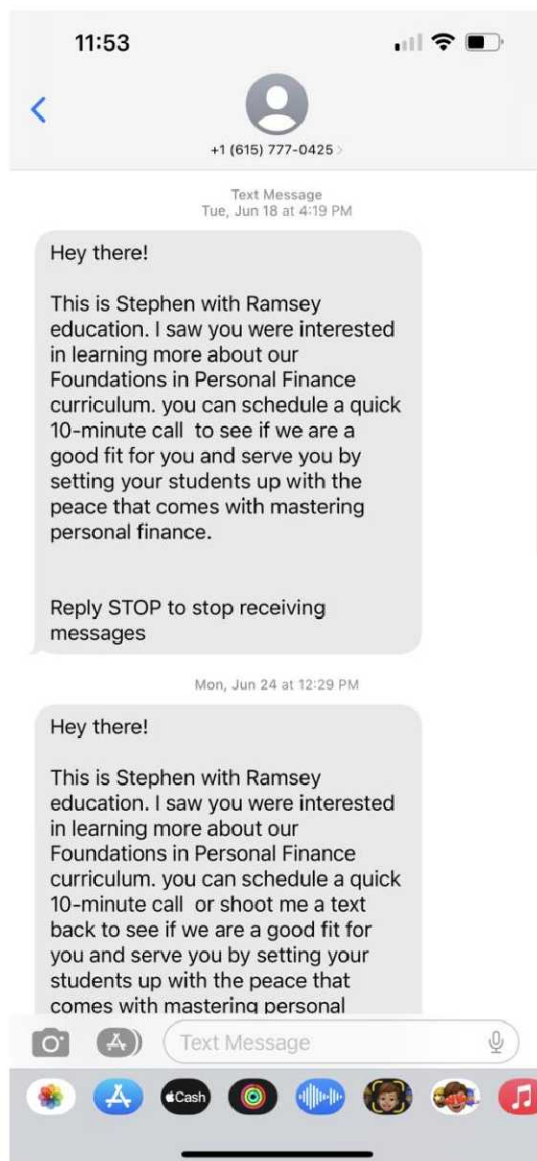 11:53
+1 (615) 777-0425
Text Message
Tue, Jun 18 at 4:19 PM
Hey there!
This is Stephen with Ramsey
education. I saw you were interested
in learning more about our
Foundations in Personal Finance
curriculum. you can schedule a quick
10-minute call  to see if we are a
good fit for you and serve you by
setting your students up with the
peace that comes with mastering
personal finance.
Reply STOP to stop receiving
messages
Mon, Jun 24 at 12:29 PM
Hey there!
This is Stephen with Ramsey
education. I saw you were interested
in learning more about our
Foundations in Personal Finance
curriculum. you can schedule a quick
10-minute call  or shoot me a text
back to see if we are a good fit for
you and serve you by setting your
students up with the peace that
comes with mastering personal
Text Message
Cash